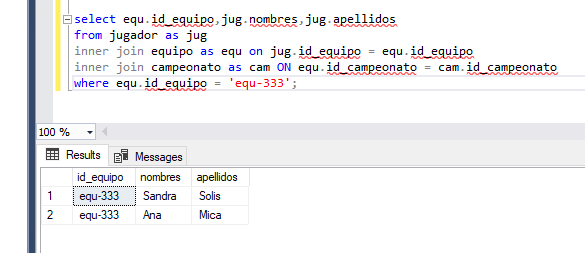 select equ.id_equipo,jug.nombres,jug.apellidos
from jugador as jug
inner join equipo as equ on jug.id_equipo = equ.id_equipo
inner join campeonato as cam ON equ.id_campeonato = cam.id_campeonato
where equ.id_equipo = 'equ-333';
100 %
Results Messages
id_equipo nombres apellidos
1 equ-333 Sandra Solis
2 equ-333 Ana Mica